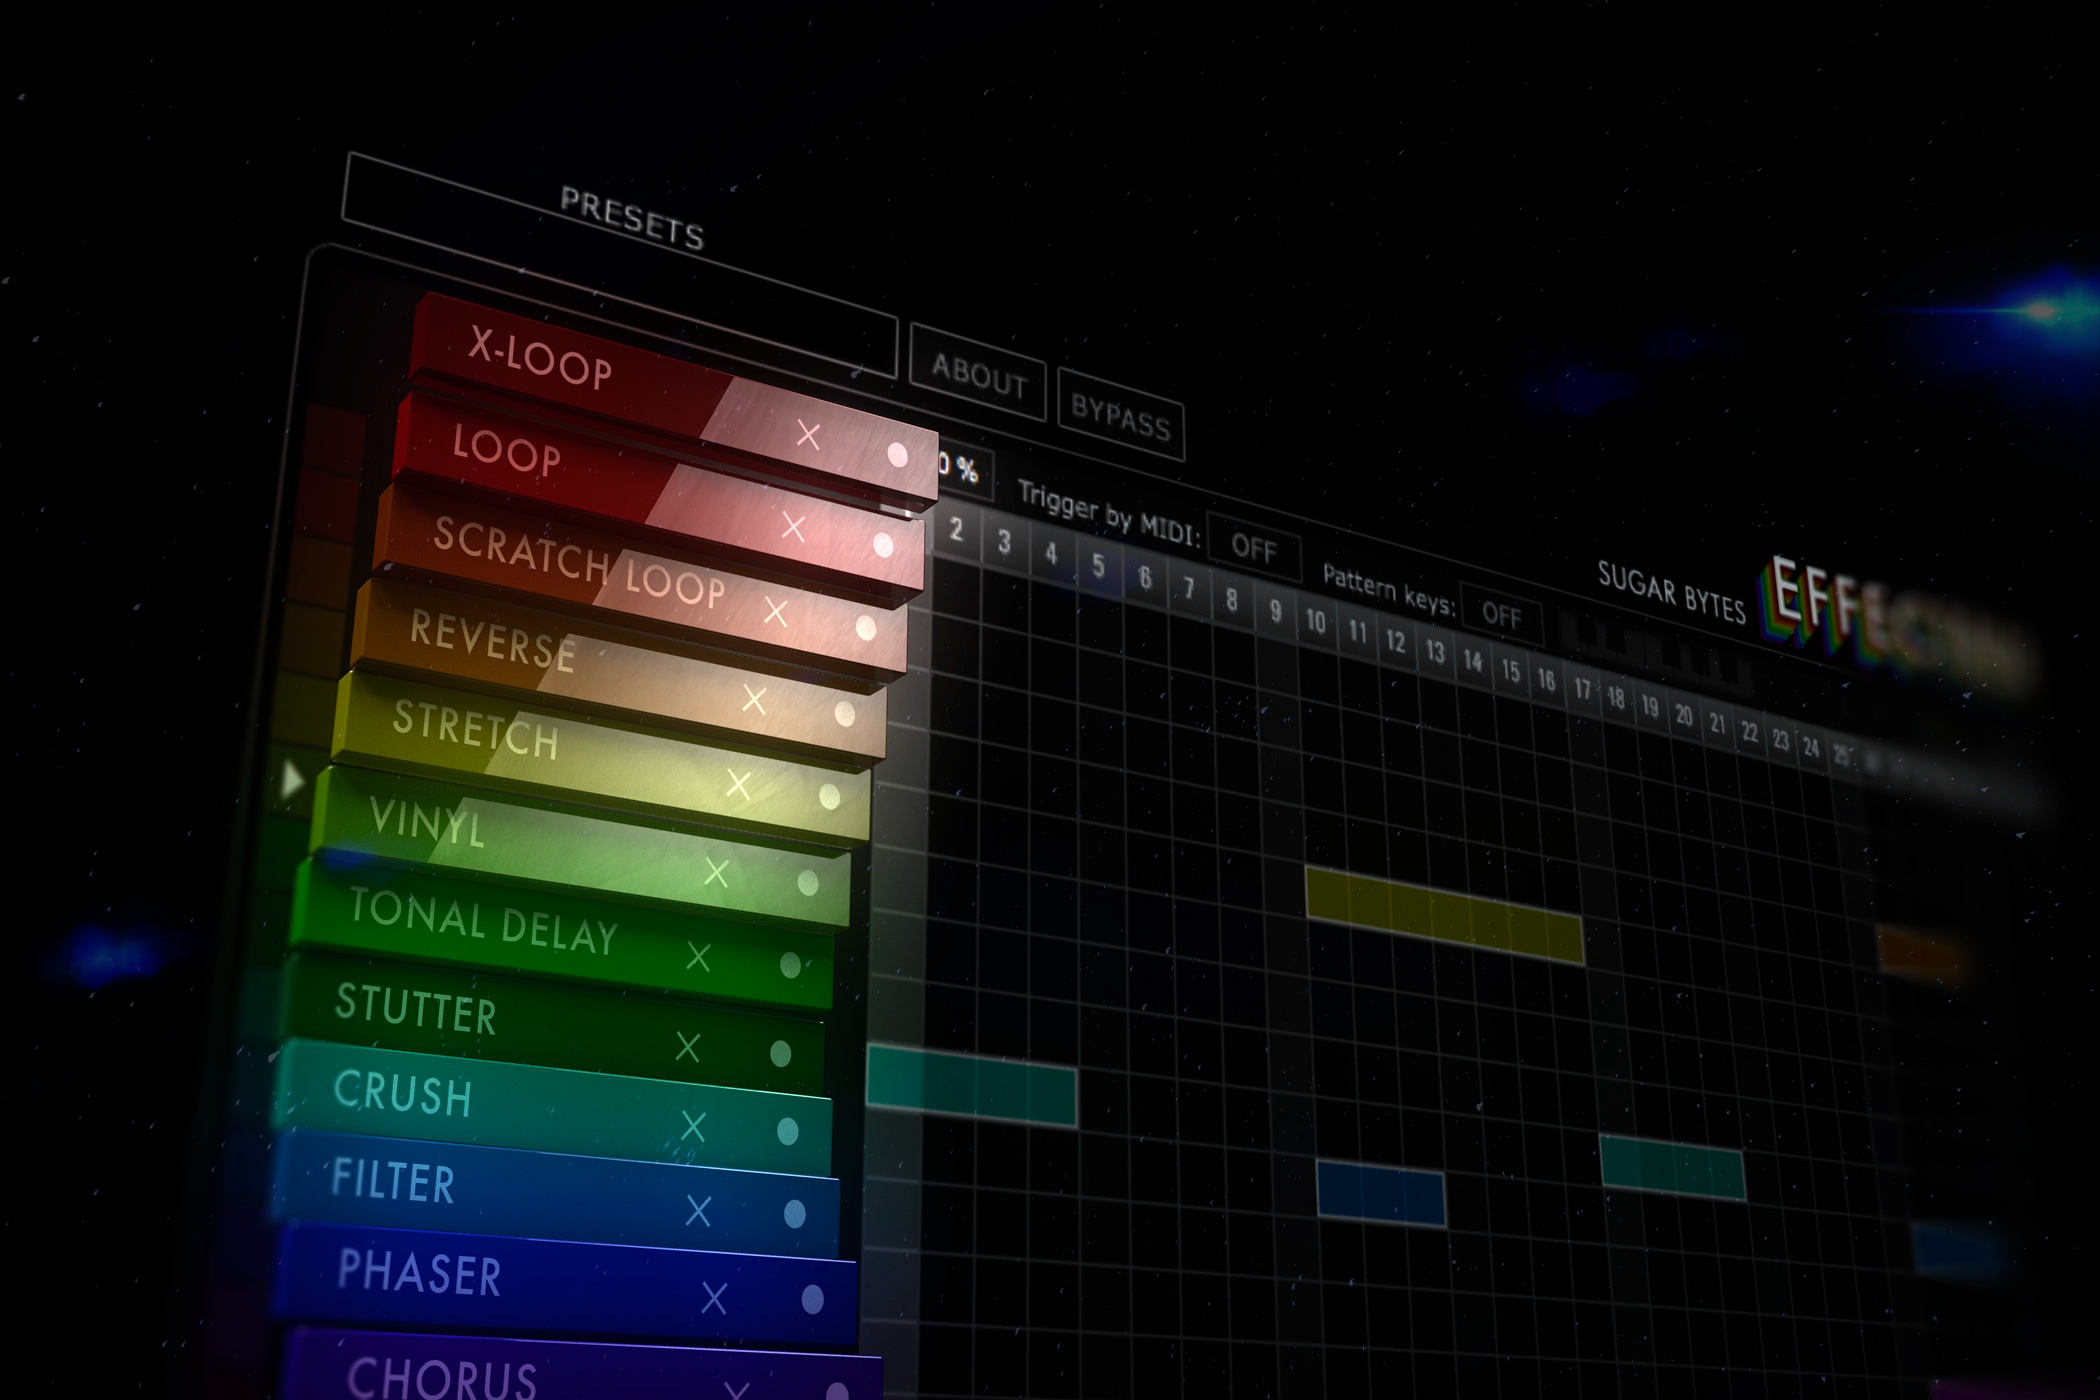 PRESETS
ABOUT
BYPASS
0 %
Trigger by MIDI: OFF
Pattern keys: OFF
SUGAR BYTES
2 3 4 5 6 7 8 9 10 11 12 13 14 15 16 17 18 19 20 21 22 23 24 25
X-LOOP
LOOP
SCRATCH LOOP
REVERSE
STRETCH
VINYL
TONAL DELAY
STUTTER
CRUSH
FILTER
PHASER
CHORUS